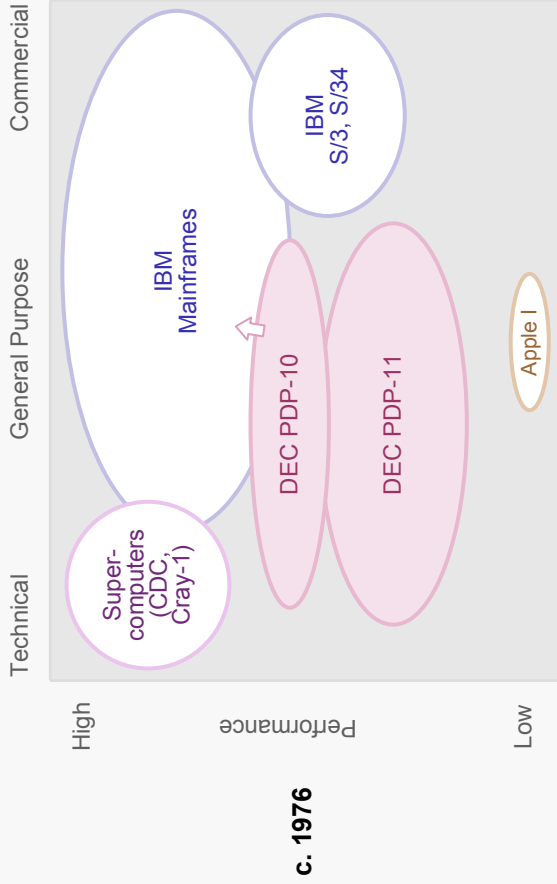 Technical
General Purpose
Commercial
High
Performance
Low
c. 1976
Super-
computers
(CDC,
Cray-1)
IBM
Mainframes
IBM
S/3, S/34
DEC PDP-10
DEC PDP-11
Apple I